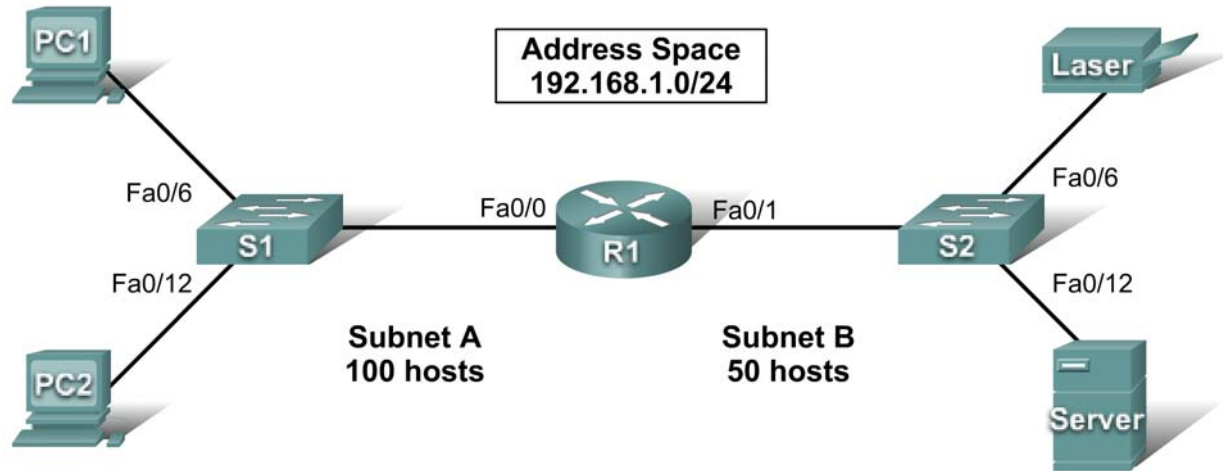 PC1
Address Space
192.168.1.0/24
Laser
Fa0/6
Fa0/0
Fa0/1
Fa0/6
S1
R1
S2
Fa0/12
Fa0/12
Subnet A
100 hosts
Subnet B
50 hosts
PC2
Server